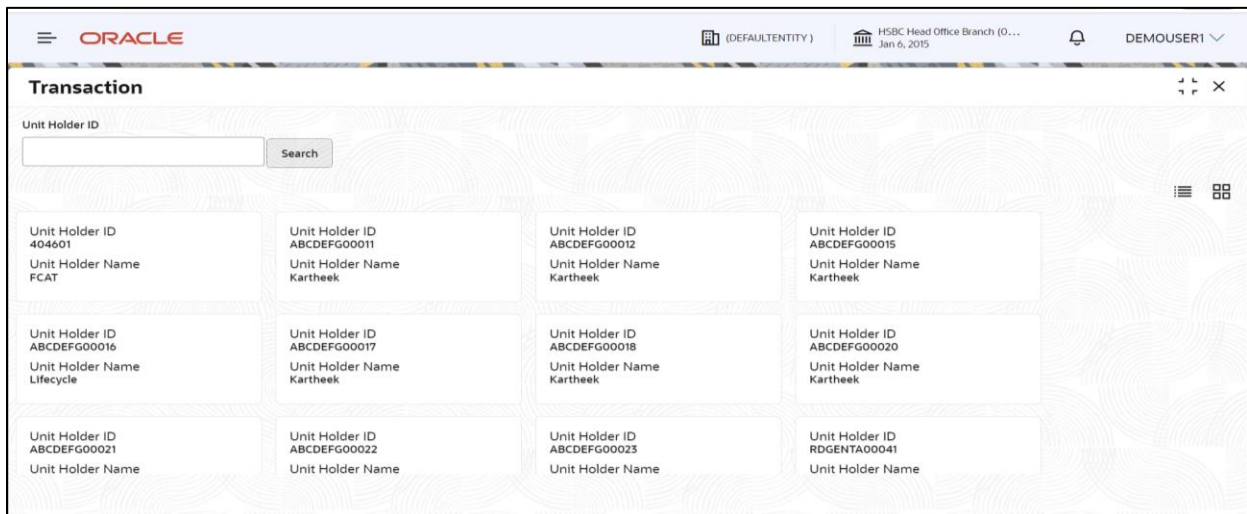 ORACLE
(DEFAULTENTITY )
HSBC Head Office Branch (0...
Jan 6, 2015
DEMOUSER1
Transaction
Unit Holder ID
Search
Unit Holder ID
404601
Unit Holder Name
FCAT
Unit Holder ID
ABCDEFG00011
Unit Holder Name
Kartheek
Unit Holder ID
ABCDEFG00012
Unit Holder Name
Kartheek
Unit Holder ID
ABCDEFG00015
Unit Holder Name
Kartheek
Unit Holder ID
ABCDEFG00016
Unit Holder Name
Lifecycle
Unit Holder ID
ABCDEFG00017
Unit Holder Name
Kartheek
Unit Holder ID
ABCDEFG00018
Unit Holder Name
Kartheek
Unit Holder ID
ABCDEFG00020
Unit Holder Name
Kartheek
Unit Holder ID
ABCDEFG00021
Unit Holder Name
Unit Holder ID
ABCDEFG00022
Unit Holder Name
Unit Holder ID
ABCDEFG00023
Unit Holder Name
Unit Holder ID
RDGENTA00041
Unit Holder Name